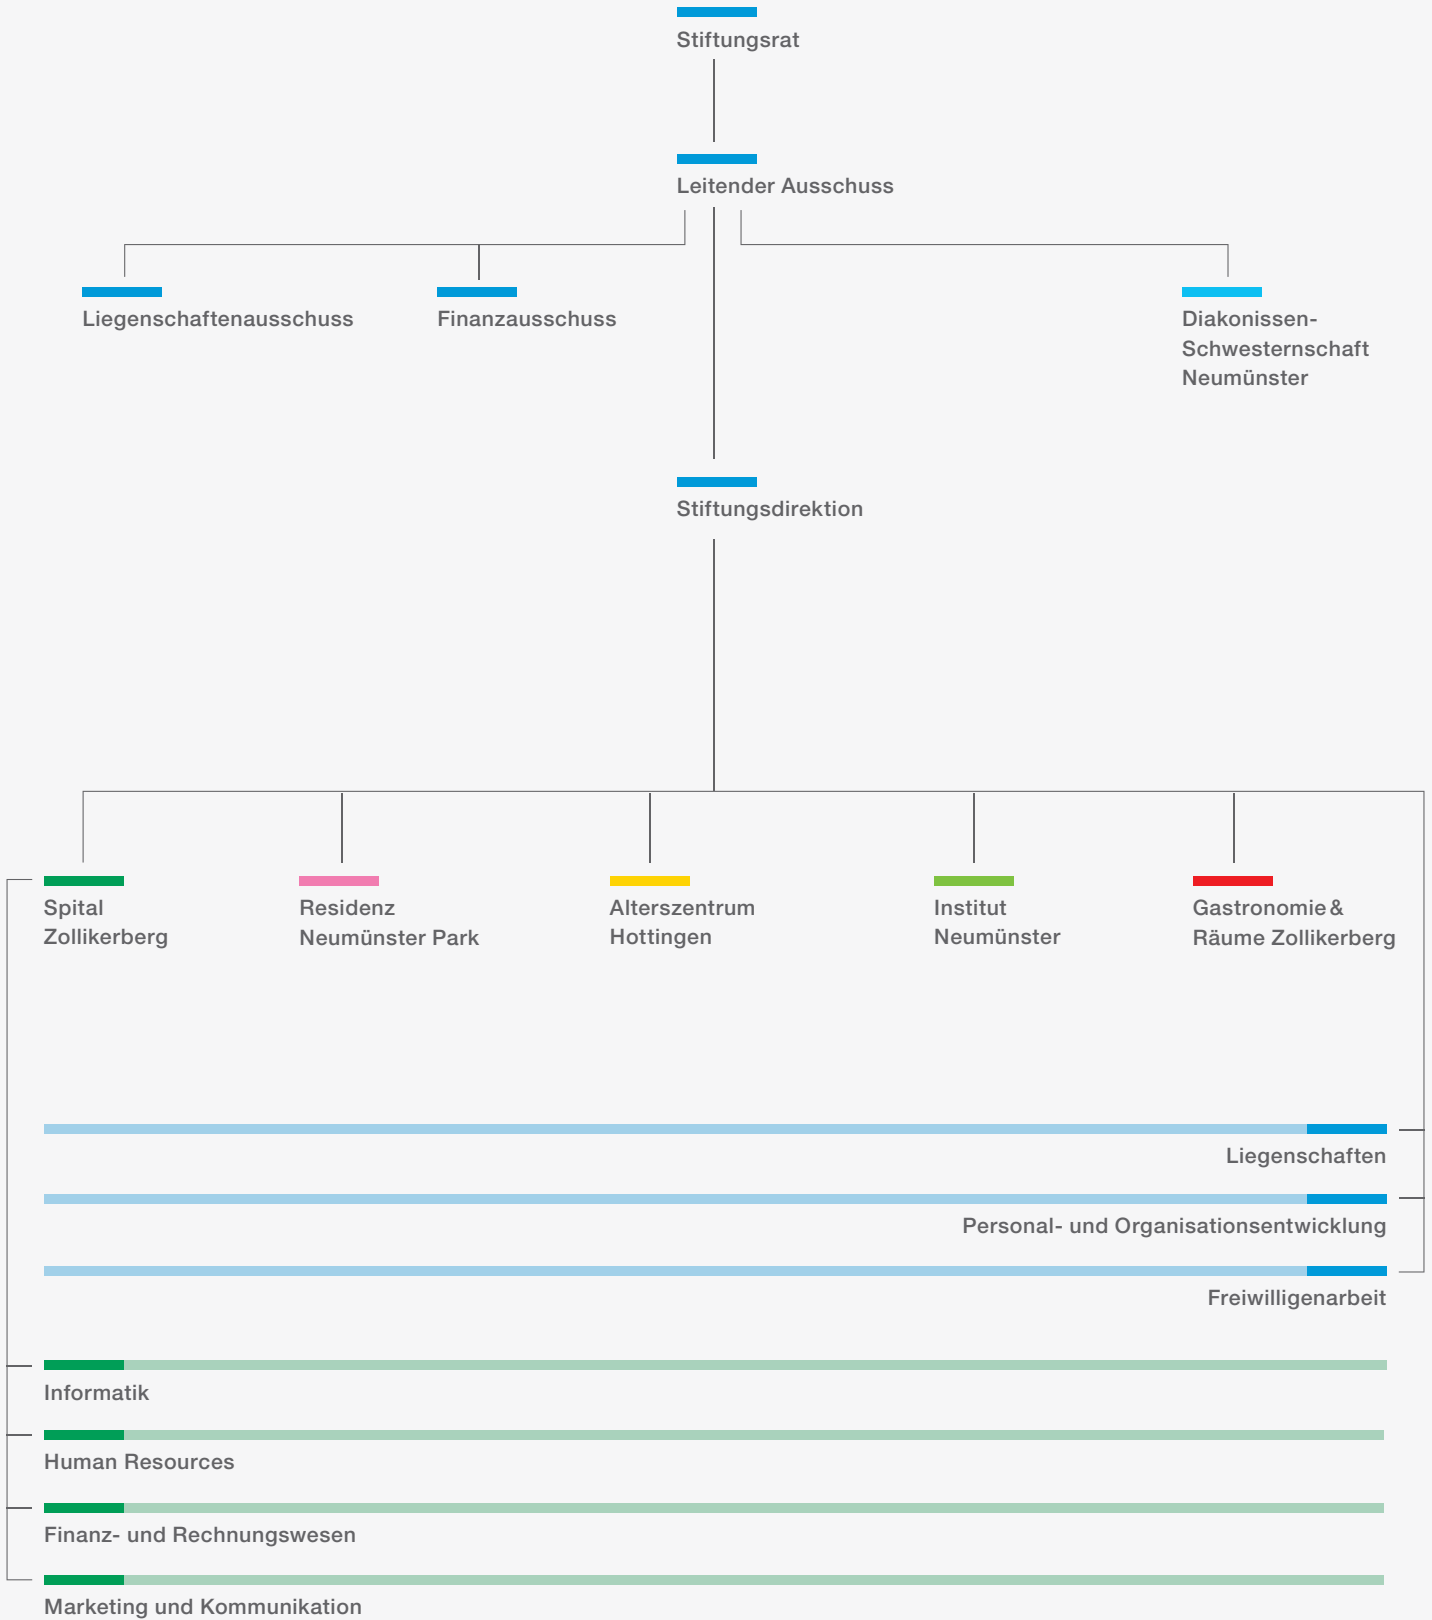 Stiftungsrat
Leitender Ausschuss
Liegenschaftenausschuss
Finanzausschuss
Diakonissen-
Schwesternschaft
Neumünster
Stiftungsdirektion
Spital
Zollikerberg
Residenz
Neumünster Park
Alterszentrum
Hottingen
Institut
Neumünster
Gastronomie &
Räume Zollikerberg
Liegenschaften
Personal- und Organisationsentwicklung
Freiwilligenarbeit
Informatik
Human Resources
Finanz- und Rechnungswesen
Marketing und Kommunikation